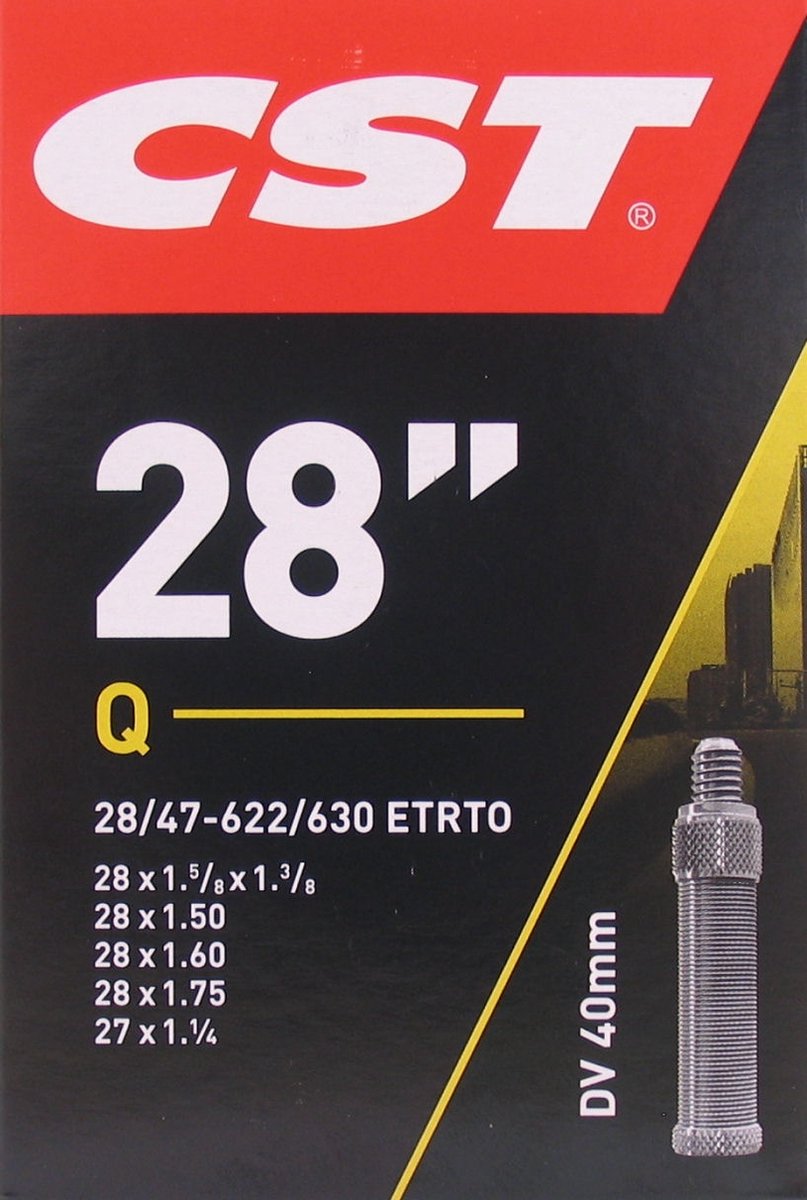 CST®
28”
Q
28/47-622/630 ETRTO
28 x 1.⁵/₈ x 1.³/₈
28 x 1.50
28 x 1.60
28 x 1.75
27 x 1.¼
DV 40mm